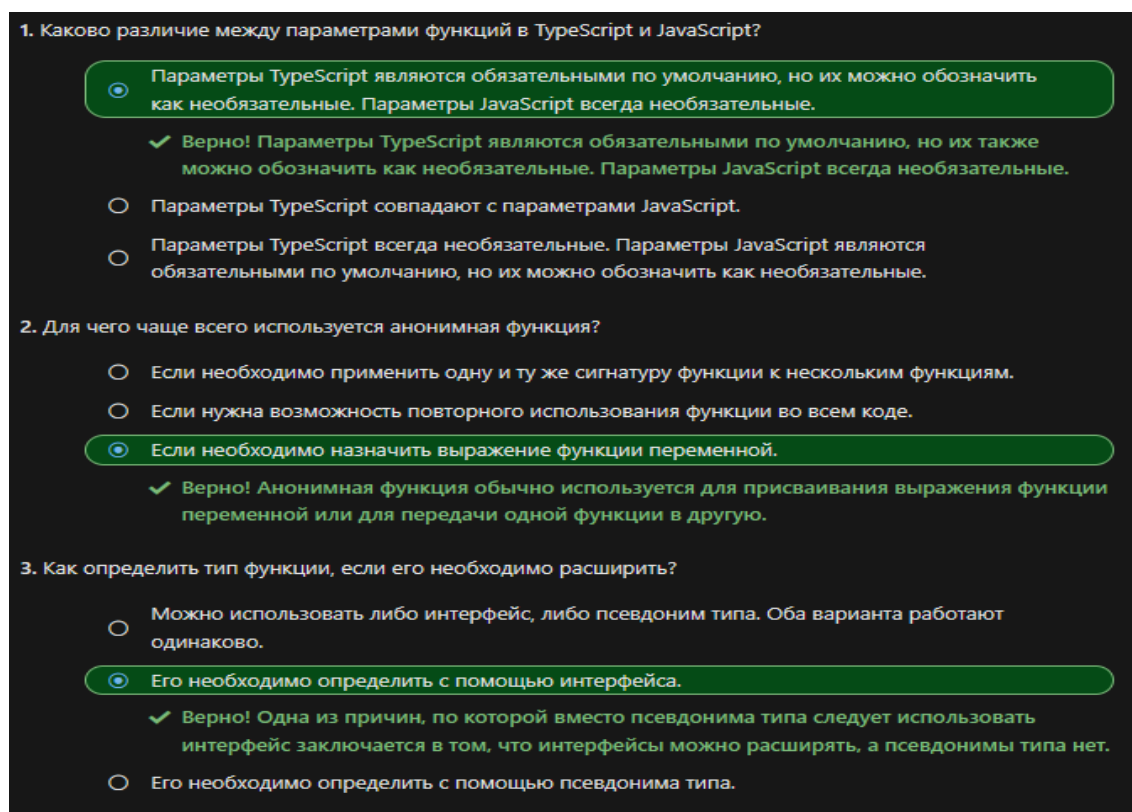 1. Каково различие между параметрами функций в TypeScript и JavaScript?
Параметры TypeScript являются обязательными по умолчанию, но их можно обозначить
как необязательные. Параметры JavaScript всегда необязательные.
Верно! Параметры TypeScript являются обязательными по умолчанию, но их также
можно обозначить как необязательные. Параметры JavaScript всегда необязательные.
Параметры TypeScript совпадают с параметрами JavaScript.
Параметры TypeScript всегда необязательные. Параметры JavaScript являются
обязательными по умолчанию, но их можно обозначить как необязательные.
2. Для чего чаще всего используется анонимная функция?
Если необходимо применить одну и ту же сигнатуру функции к нескольким функциям.
Если нужна возможность повторного использования функции во всем коде.
Если необходимо назначить выражение функции переменной.
Верно! Анонимная функция обычно используется для присваивания выражения функции
переменной или для передачи одной функции в другую.
3. Как определить тип функции, если его необходимо расширить?
Можно использовать либо интерфейс, либо псевдоним типа. Оба варианта работают
одинаково.
Его необходимо определить с помощью интерфейса.
Верно! Одна из причин, по которой вместо псевдонима типа следует использовать
интерфейс заключается в том, что интерфейсы можно расширять, а псевдонимы типа нет.
Его необходимо определить с помощью псевдонима типа.